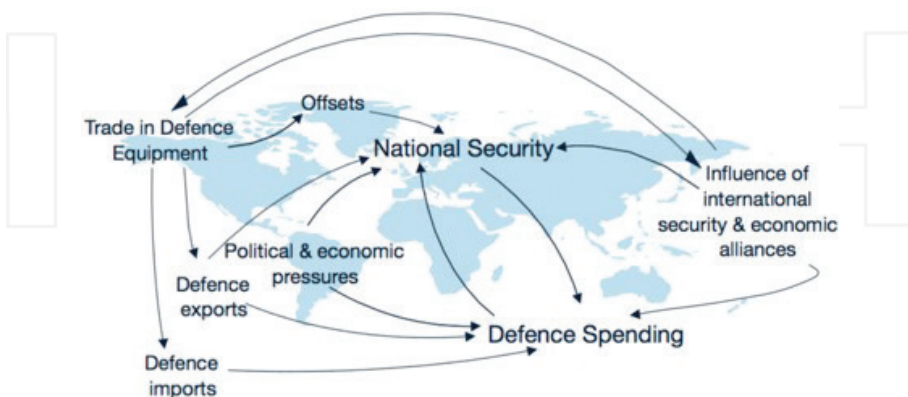 Offsets
Trade in Defence
Equipment
National Security
Influence of
international
security & economic
alliances
Political & economic
pressures
Defence
exports
Defence Spending
Defence
imports